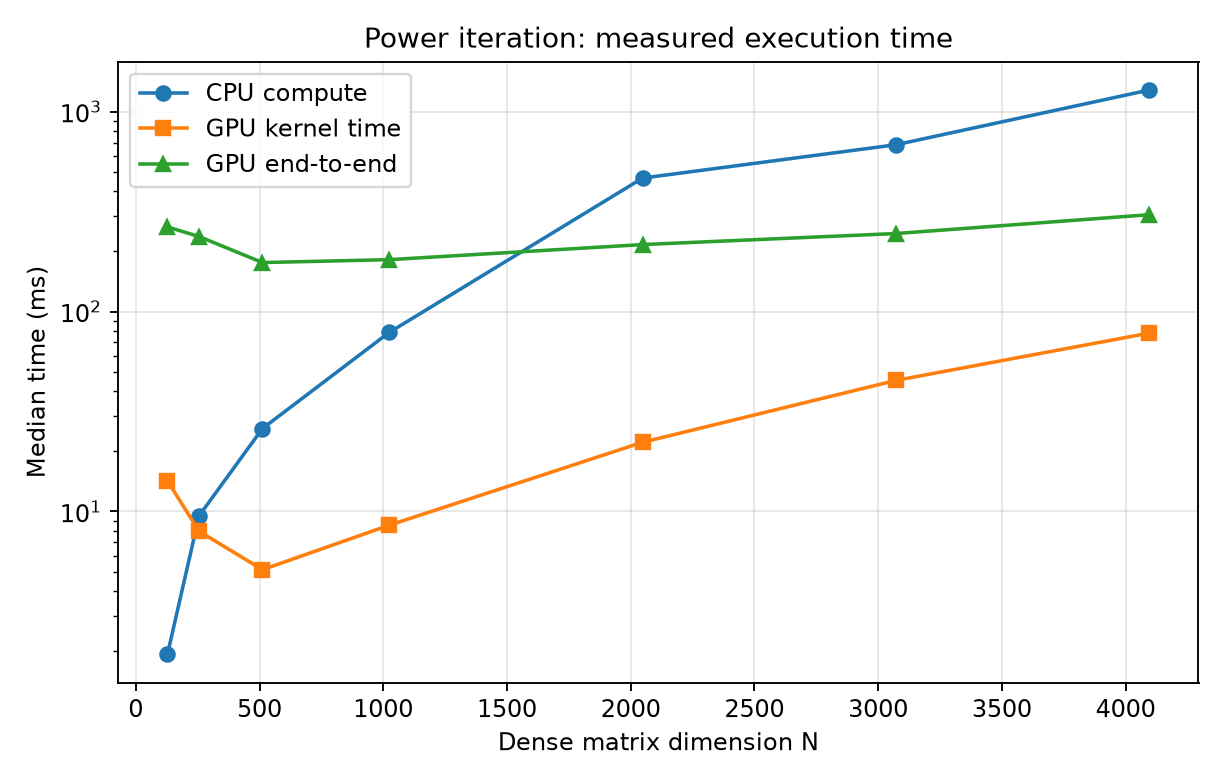 Power iteration: measured execution time
CPU compute
GPU kernel time
GPU end-to-end
Median time (ms)
10³
10²
10¹
0 500 1000 1500 2000 2500 3000 3500 4000
Dense matrix dimension N